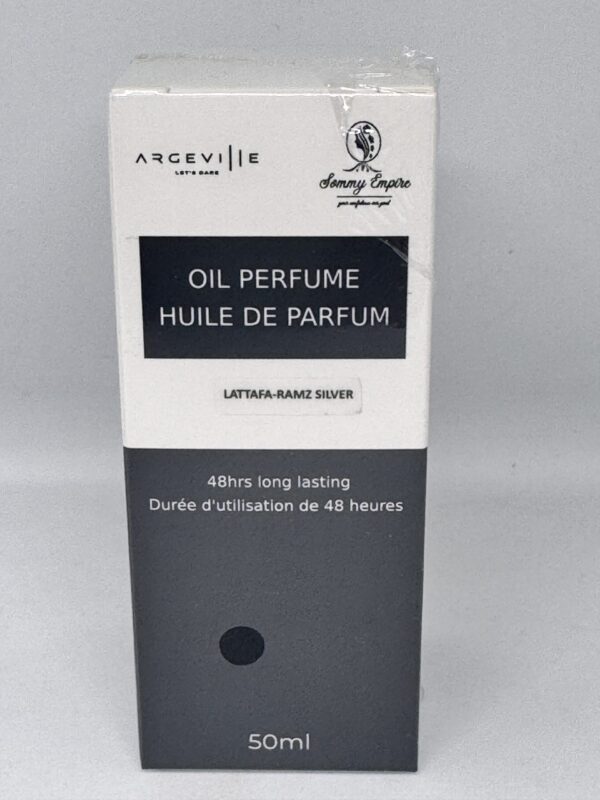 ARGEVILLE
LET'S DARE
Sommy Empire
OIL PERFUME
HUILE DE PARFUM
LATTAFA-RAMZ SILVER
48hrs long lasting
Durée d'utilisation de 48 heures
50ml